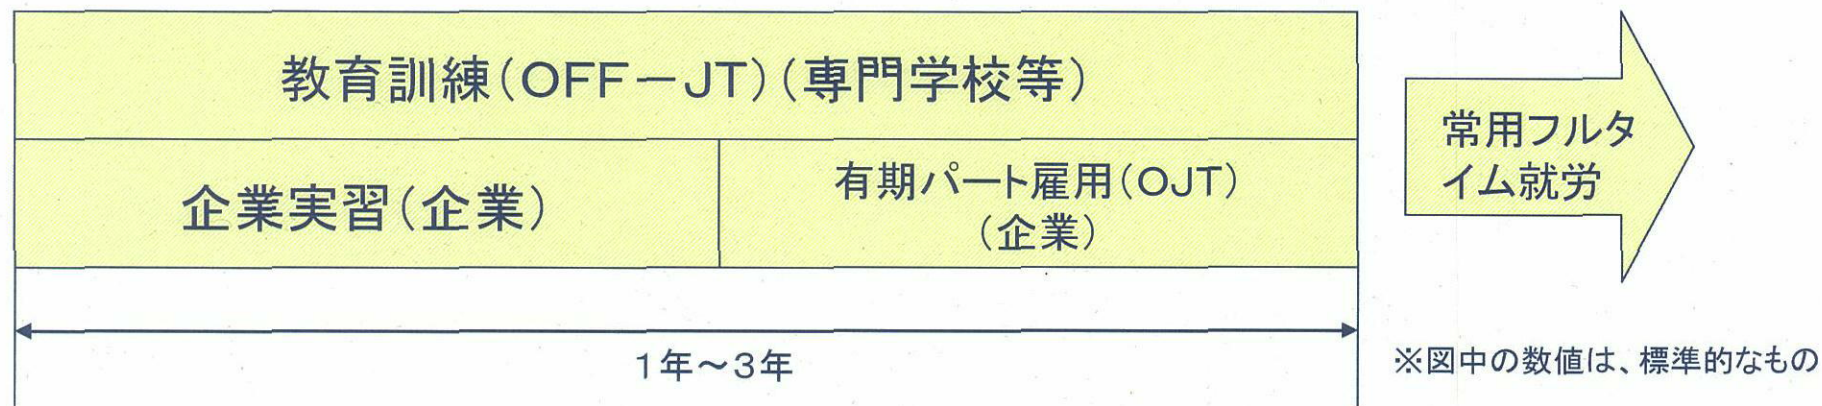 教育訓練(OFF－JT)(専門学校等)
企業実習(企業)
有期パート雇用(OJT)
(企業)
常用フルタ
イム就労
1年～3年
※図中の数値は、標準的なもの